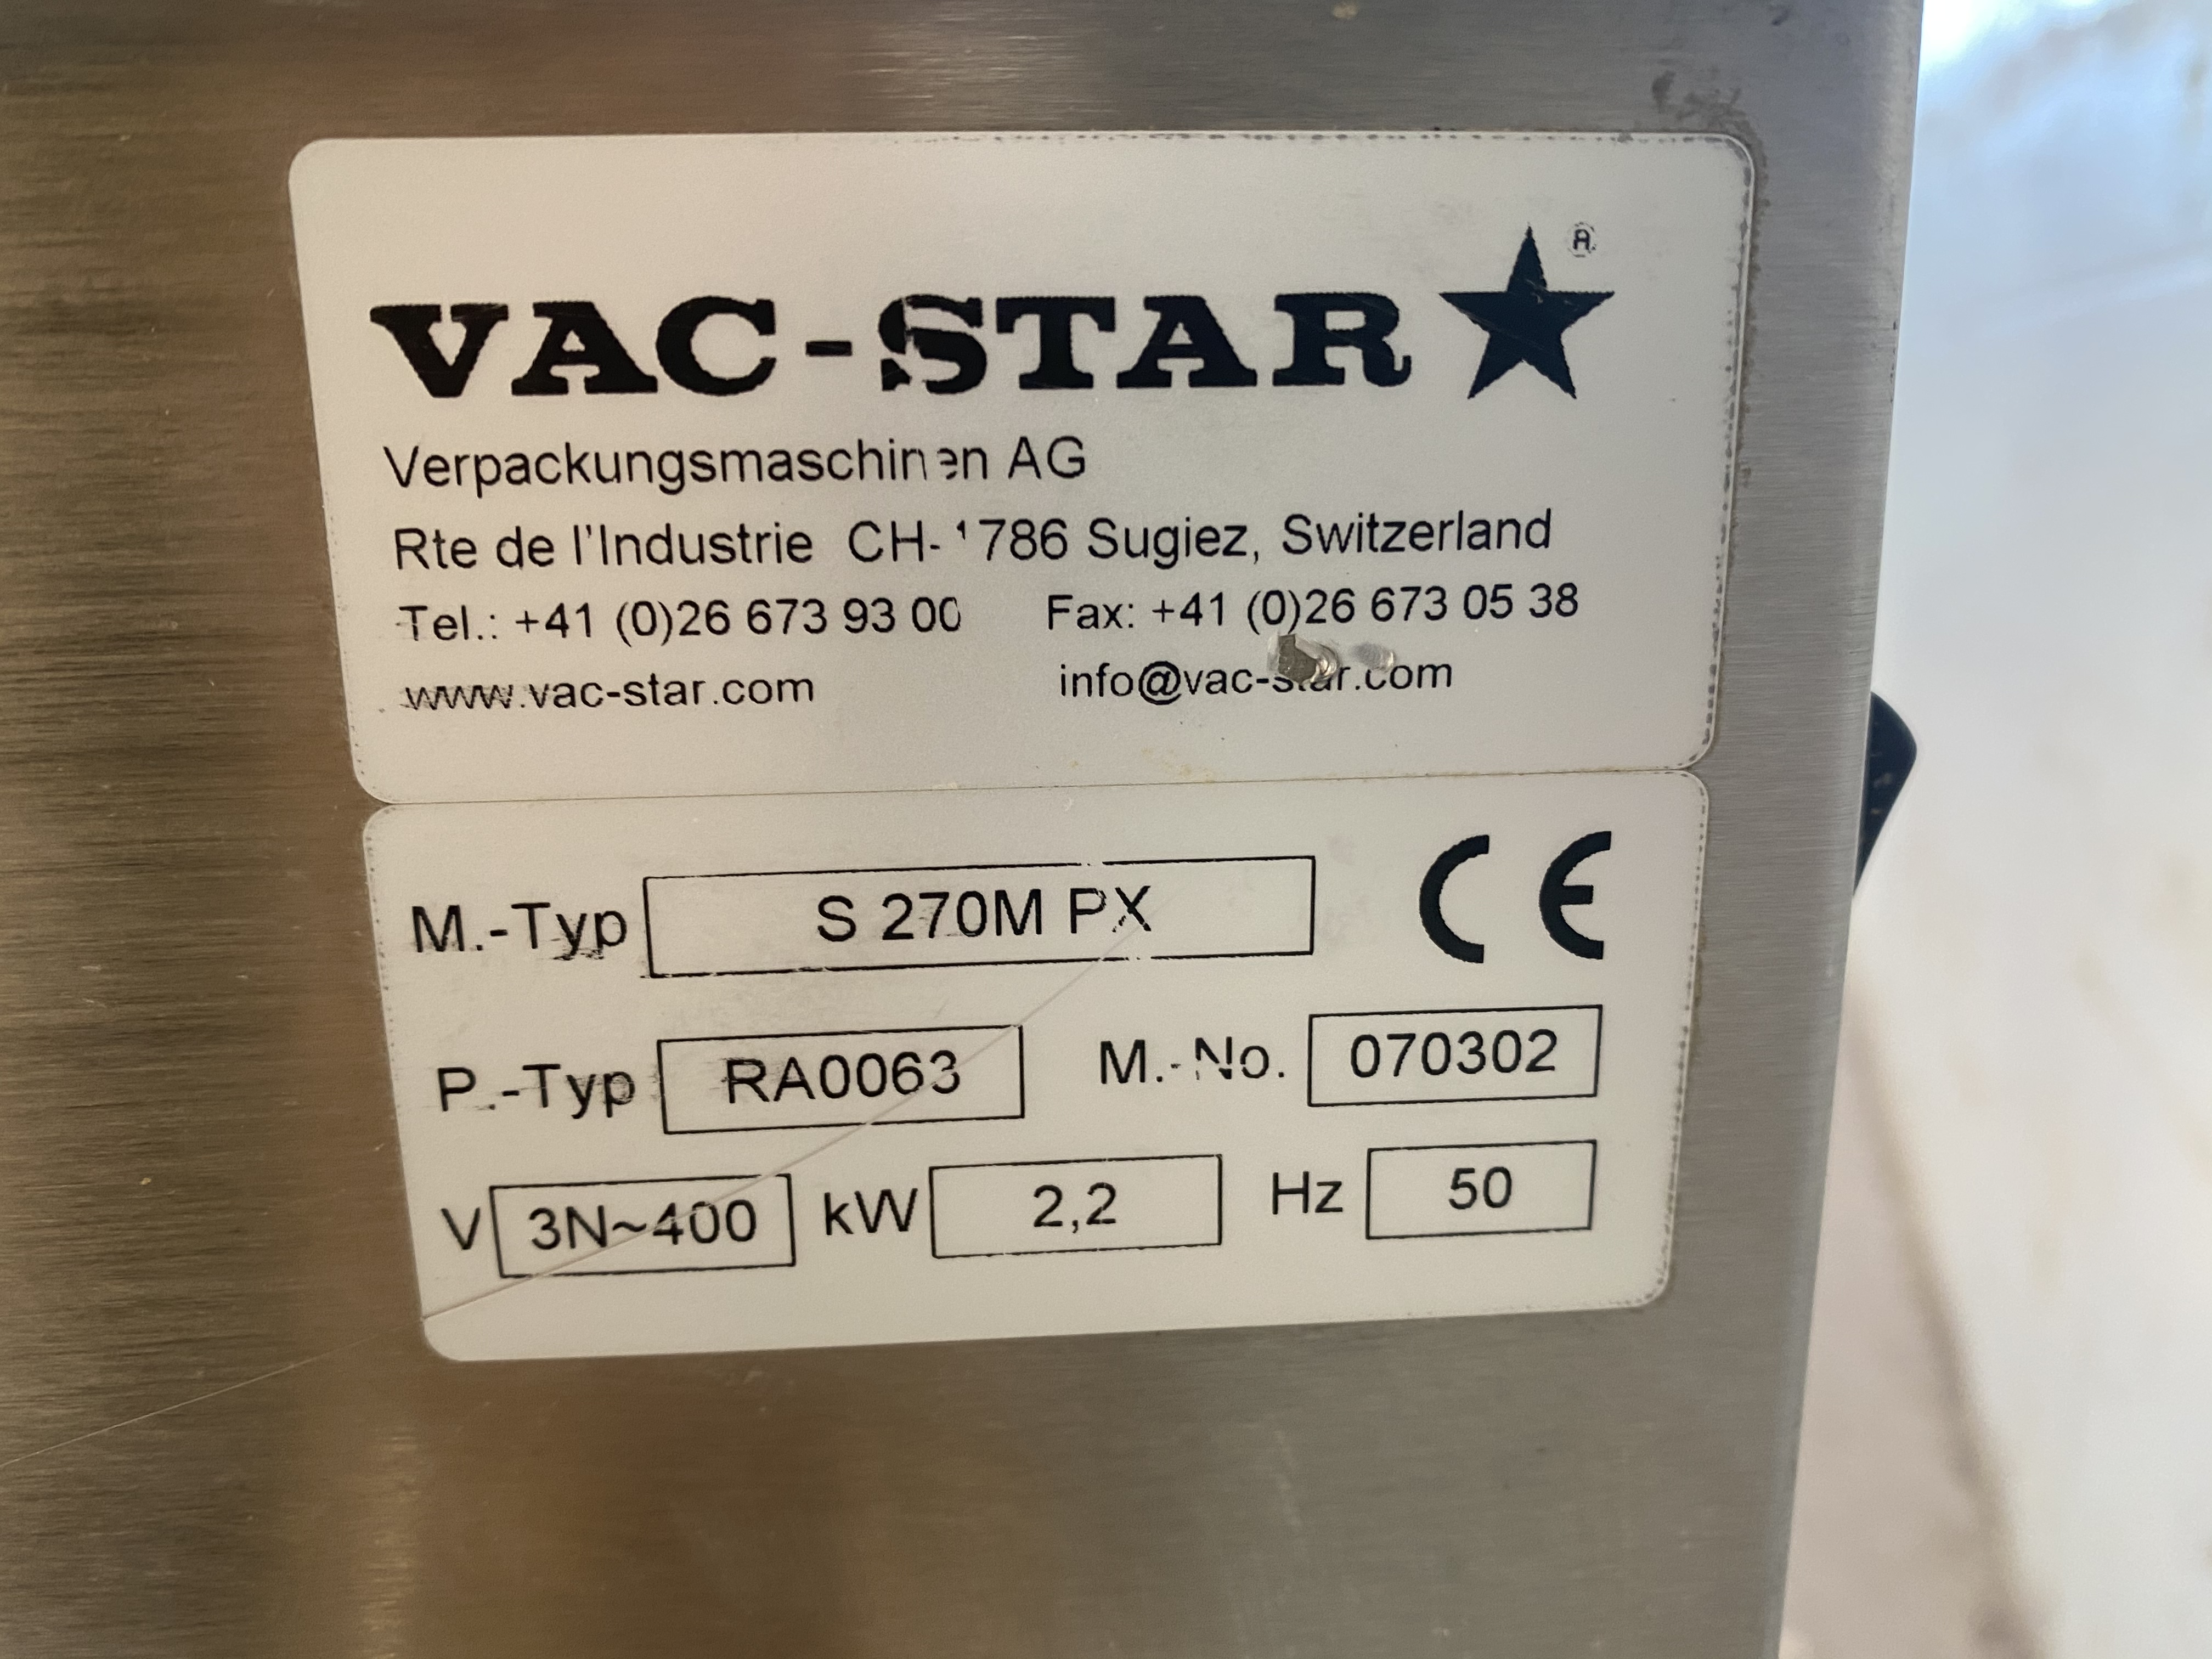 VAC-STAR ®
Verpackungsmaschinen AG
Rte de l'Industrie CH-1786 Sugiez, Switzerland
Tel.: +41 (0)26 673 93 00 Fax: +41 (0)26 673 05 38
www.vac-star.com info@vac-star.com
M.-Typ S 270M PX CE
P.-Typ RA0063 M.-No. 070302
V 3N~400 kW 2,2 Hz 50